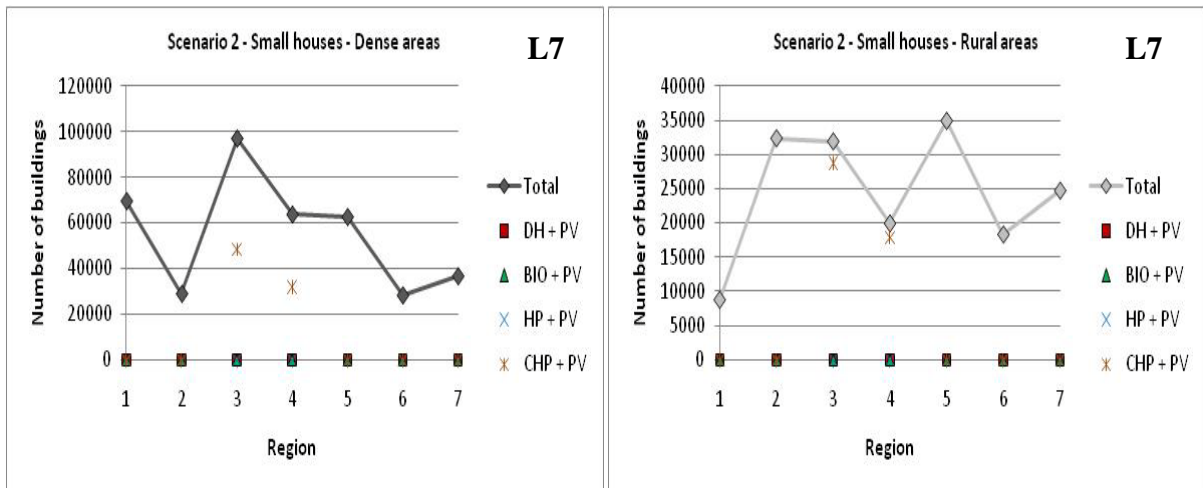 Scenario 2 - Small houses - Dense areas
L7
Number of buildings
120000
100000
80000
60000
40000
20000
0
1 2 3 4 5 6 7
Region
Total
DH + PV
BIO + PV
HP + PV
CHP + PV
Scenario 2 - Small houses - Rural areas
L7
Number of buildings
40000
35000
30000
25000
20000
15000
10000
5000
0
1 2 3 4 5 6 7
Region
Total
DH + PV
BIO + PV
HP + PV
CHP + PV